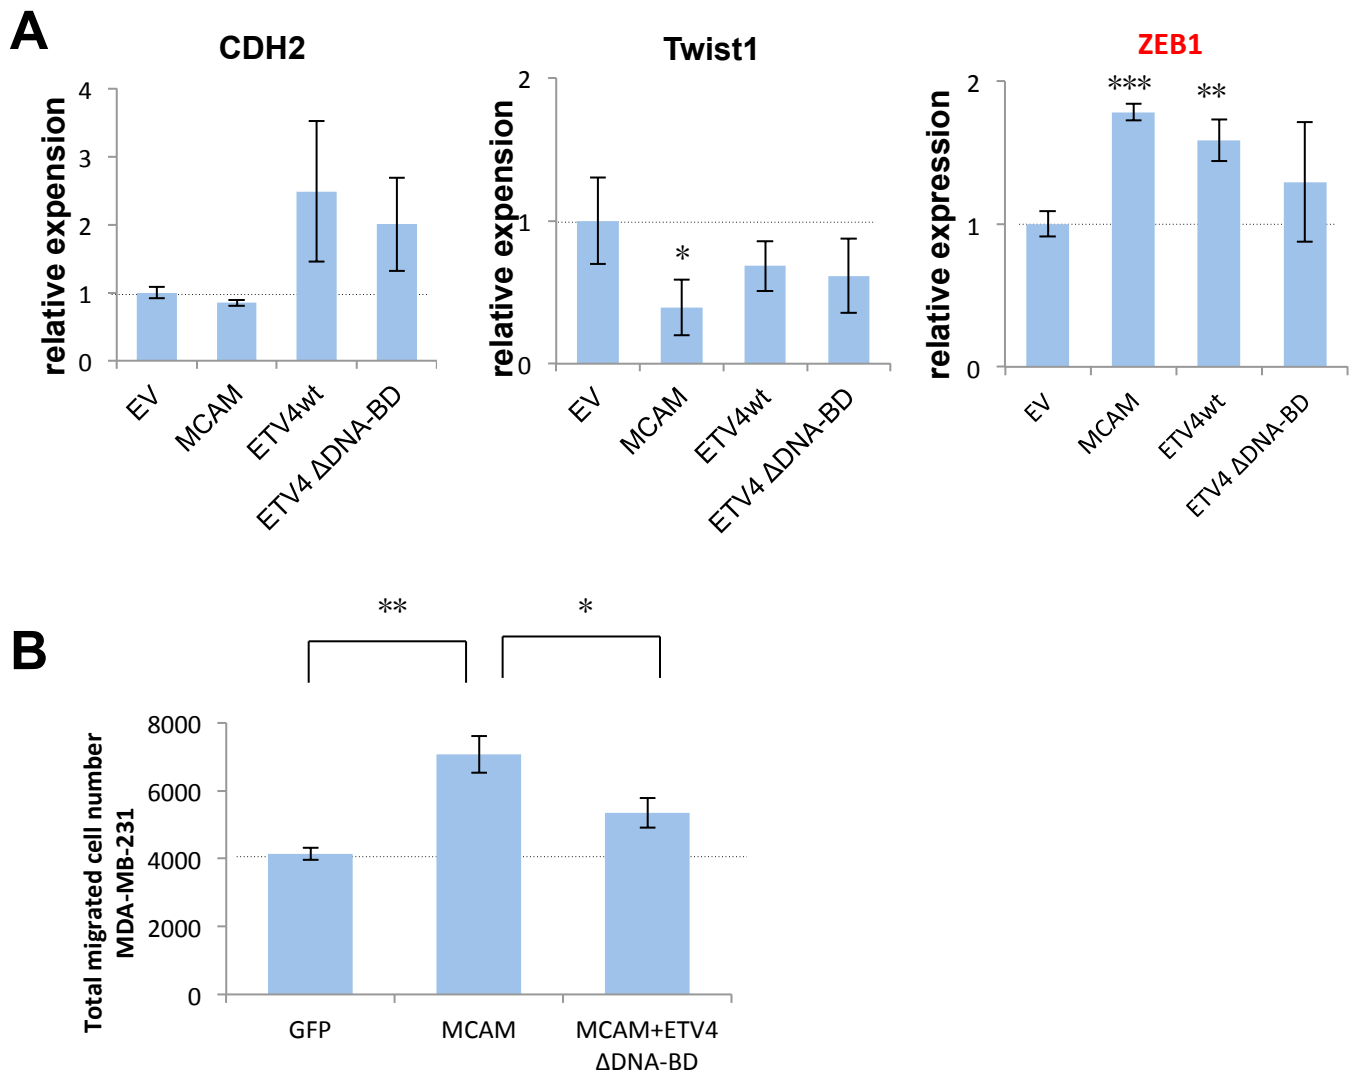 A
CDH2
Twist1
ZEB1
relative expension
4
3
2
1
0
EV
MCAM
ETV4wt
ETV4 ΔDNA-BD
relative expension
2
1
0
*
EV
MCAM
ETV4wt
ETV4 ΔDNA-BD
relative expression
2
1
0
***
**
EV
MCAM
ETV4wt
ETV4 ΔDNA-BD
B
**
*
Total migrated cell number
MDA-MB-231
8000
6000
4000
2000
0
GFP
MCAM
MCAM+ETV4
ΔDNA-BD